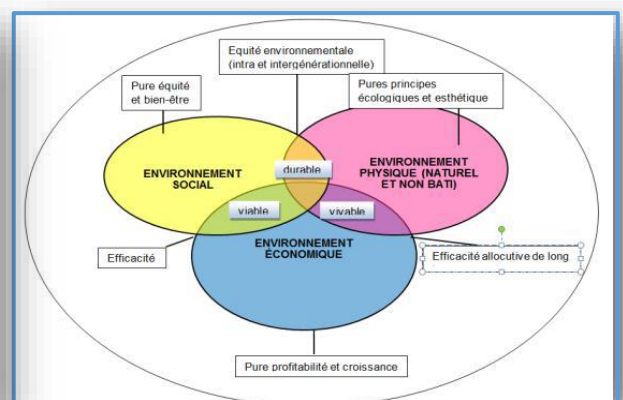 Equité environnementale
(intra et intergénérationnelle)
Pure équité
et bien-être
Pures principes
écologiques et esthétique
ENVIRONNEMENT
SOCIAL
durable
ENVIRONNEMENT
PHYSIQUE (NATUREL
ET NON BATI)
viable
vivable
ENVIRONNEMENT
ÉCONOMIQUE
Efficacité
Efficacité allocutive de long
Pure profitabilité et croissance